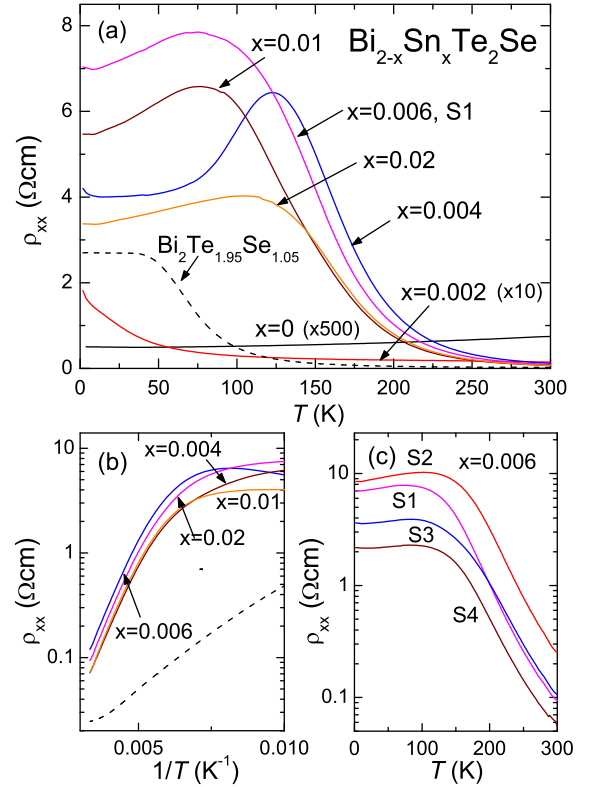 (a)
Bi2-xSnxTe2Se
x=0.01
x=0.006, S1
x=0.02
x=0.004
Bi2Te1.95Se1.05
x=0.002 (x10)
x=0 (x500)
ρxx (Ωcm)
8
6
4
2
0
0 50 100 150 200 250 300
T (K)
(b)
x=0.004
x=0.01
x=0.02
x=0.006
ρxx (Ωcm)
10
1
0.1
0.005 0.010
1/T (K-1)
(c)
x=0.006
S2
S1
S3
S4
ρxx (Ωcm)
10
1
0.1
0 100 200 300
T (K)